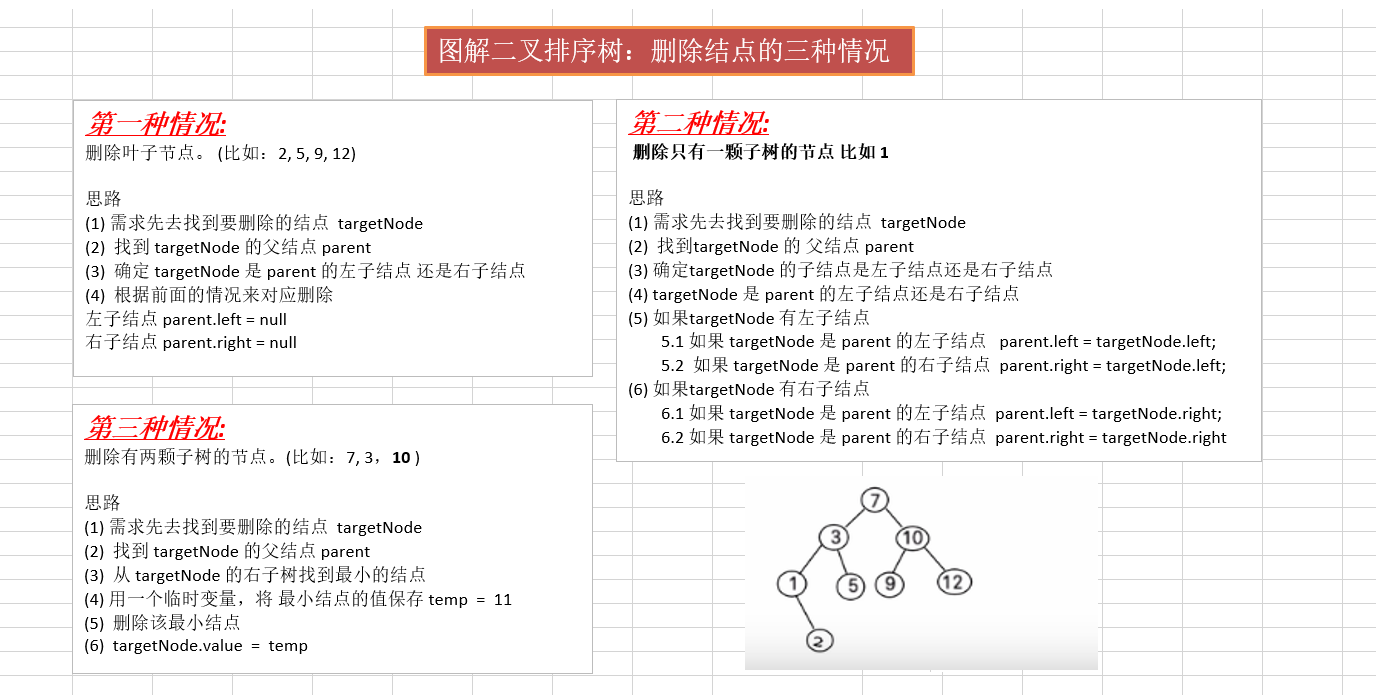 图解二叉排序树：删除结点的三种情况
第一种情况:
删除叶子节点。 (比如：2, 5, 9, 12)
思路
(1) 需求先去找到要删除的结点 targetNode
(2) 找到 targetNode 的父结点 parent
(3) 确定 targetNode 是 parent 的左子结点 还是右子结点
(4) 根据前面的情况来对应删除
左子结点 parent.left = null
右子结点 parent.right = null
第二种情况:
删除只有一颗子树的节点 比如 1
思路
(1) 需求先去找到要删除的结点 targetNode
(2) 找到targetNode 的 父结点 parent
(3) 确定targetNode 的子结点是左子结点还是右子结点
(4) targetNode 是 parent 的左子结点还是右子结点
(5) 如果targetNode 有左子结点
5.1 如果 targetNode 是 parent 的左子结点 parent.left = targetNode.left;
5.2 如果 targetNode 是 parent 的右子结点 parent.right = targetNode.left;
(6) 如果targetNode 有右子结点
6.1 如果 targetNode 是 parent 的左子结点 parent.left = targetNode.right;
6.2 如果 targetNode 是 parent 的右子结点 parent.right = targetNode.right
第三种情况:
删除有两颗子树的节点。(比如：7, 3，10 )
思路
(1) 需求先去找到要删除的结点 targetNode
(2) 找到 targetNode 的父结点 parent
(3) 从 targetNode 的右子树找到最小的结点
(4) 用一个临时变量，将 最小结点的值保存 temp = 11
(5) 删除该最小结点
(6) targetNode.value = temp
7
3 10
1 5 9 12
2